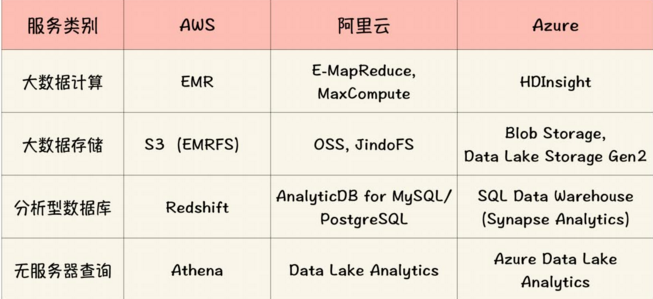 服务类别 AWS 阿里云 Azure
大数据计算 EMR E-MapReduce, MaxCompute HDInsight
大数据存储 S3 (EMRFS) OSS, JindoFS Blob Storage, Data Lake Storage Gen2
分析型数据库 Redshift AnalyticDB for MySQL/ PostgreSQL SQL Data Warehouse (Synapse Analytics)
无服务器查询 Athena Data Lake Analytics Azure Data Lake Analytics